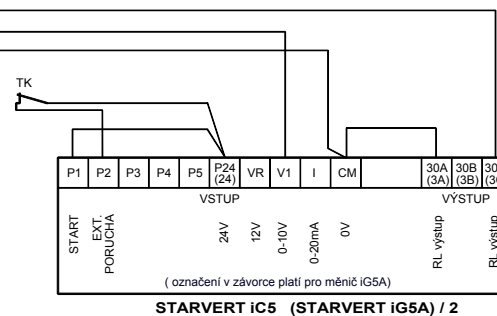 TK
P1 P2 P3 P4 P5 P24 (24) VR V1 I CM 30A (3A) 30B (3B)
VSTUP VÝSTUP
START
EXT. PORUCHA
24V
12V
0-10V
0-20mA
0V
RL výstup
RL výstup
( označení v závorce platí pro měnič iG5A)
STARVERT iC5 (STARVERT iG5A) / 2